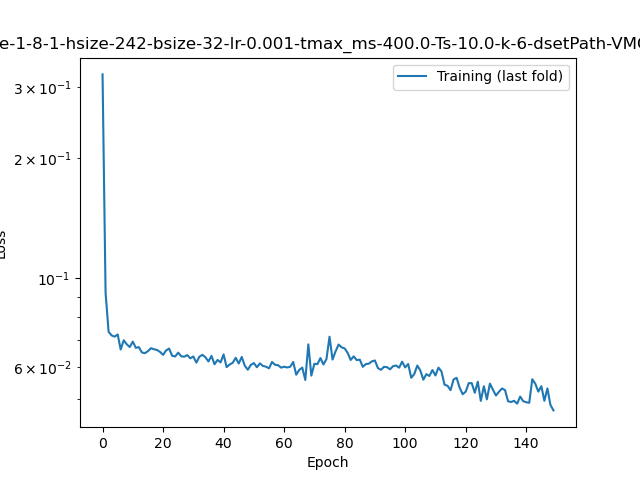 e-1-8-1-hsize-242-bsize-32-lr-0.001-tmax_ms-400.0-Ts-10.0-k-6-dsetPath-VM
Training (last fold)
3 × 10⁻¹
2 × 10⁻¹
10⁻¹
6 × 10⁻²
Loss
0 20 40 60 80 100 120 140
Epoch